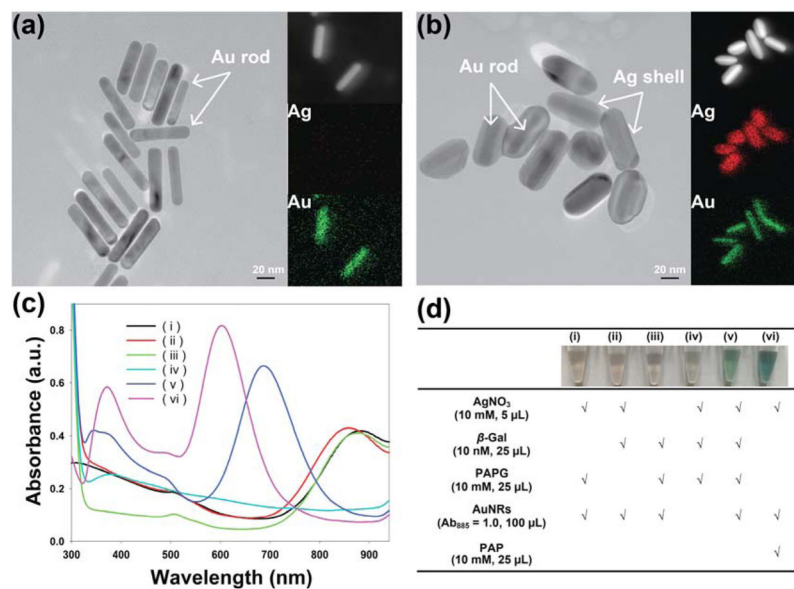 (a)
Au rod
Ag
Au
20 nm
(b)
Au rod
Ag shell
Ag
Au
20 nm
(c)
0.8
0.6
0.4
0.2
0.0
Absorbance (a.u.)
( i )
( ii )
( iii )
( iv )
( v )
( vi )
300 400 500 600 700 800 900
Wavelength (nm)
(d)
(i) (ii) (iii) (iv) (v) (vi)
AgNO₃ √ √ √ √ √
(10 mM, 5 µL)
β-Gal √ √ √ √
(10 nM, 25 µL)
PAPG √ √ √ √
(10 mM, 25 µL)
AuNRs √ √ √ √ √
(Ab₈₈₅ = 1.0, 100 µL)
PAP √
(10 mM, 25 µL)